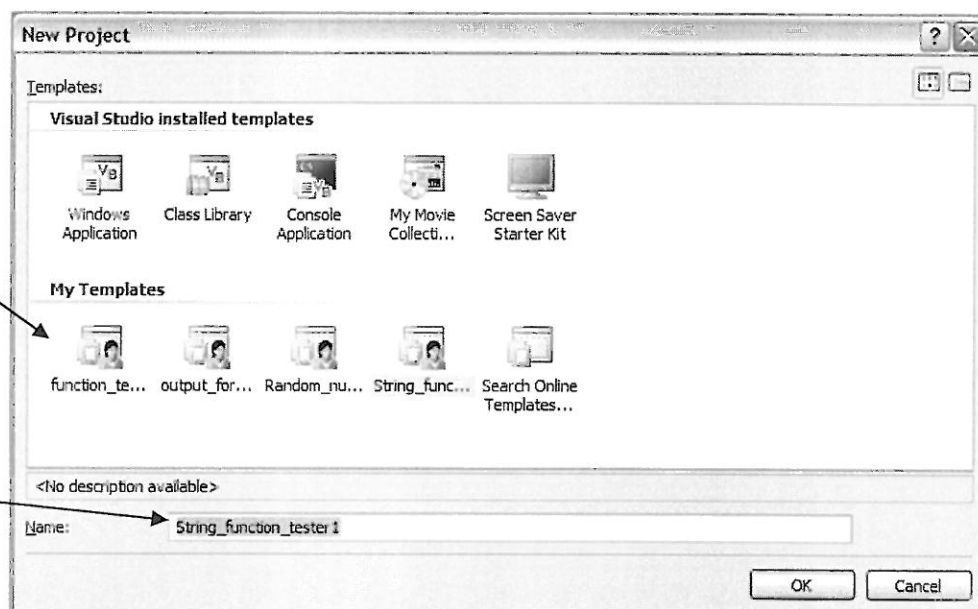 New Project
Templates:
Visual Studio installed templates
Windows Application
Class Library
Console Application
My Movie Collecti...
Screen Saver Starter Kit
My Templates
function_te...
output_for...
Random_nu...
String_func...
Search Online Templates...
<No description available>
Name:
String_function_tester1
OK
Cancel